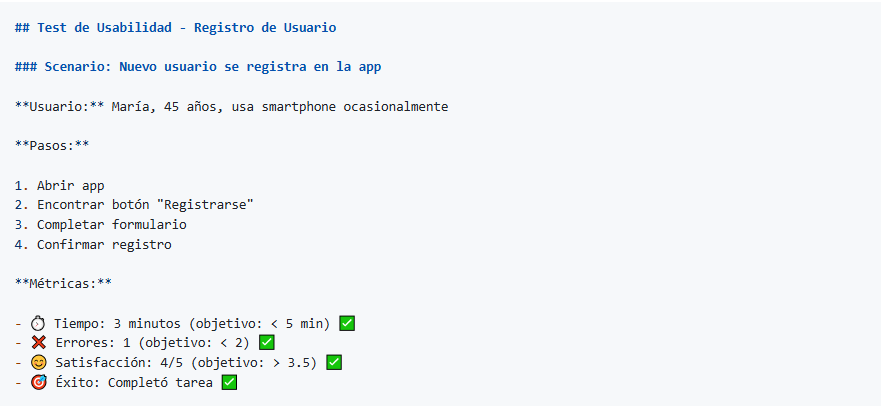 ## Test de Usabilidad - Registro de Usuario
### Scenario: Nuevo usuario se registra en la app
**Usuario:** María, 45 años, usa smartphone ocasionalmente
**Pasos:**
1. Abrir app
2. Encontrar botón "Registrarse"
3. Completar formulario
4. Confirmar registro
**Métricas:**
- ⏱️ Tiempo: 3 minutos (objetivo: < 5 min) ✅
- ❌ Errores: 1 (objetivo: < 2) ✅
- 😊 Satisfacción: 4/5 (objetivo: > 3.5) ✅
- 🎯 Éxito: Completó tarea ✅